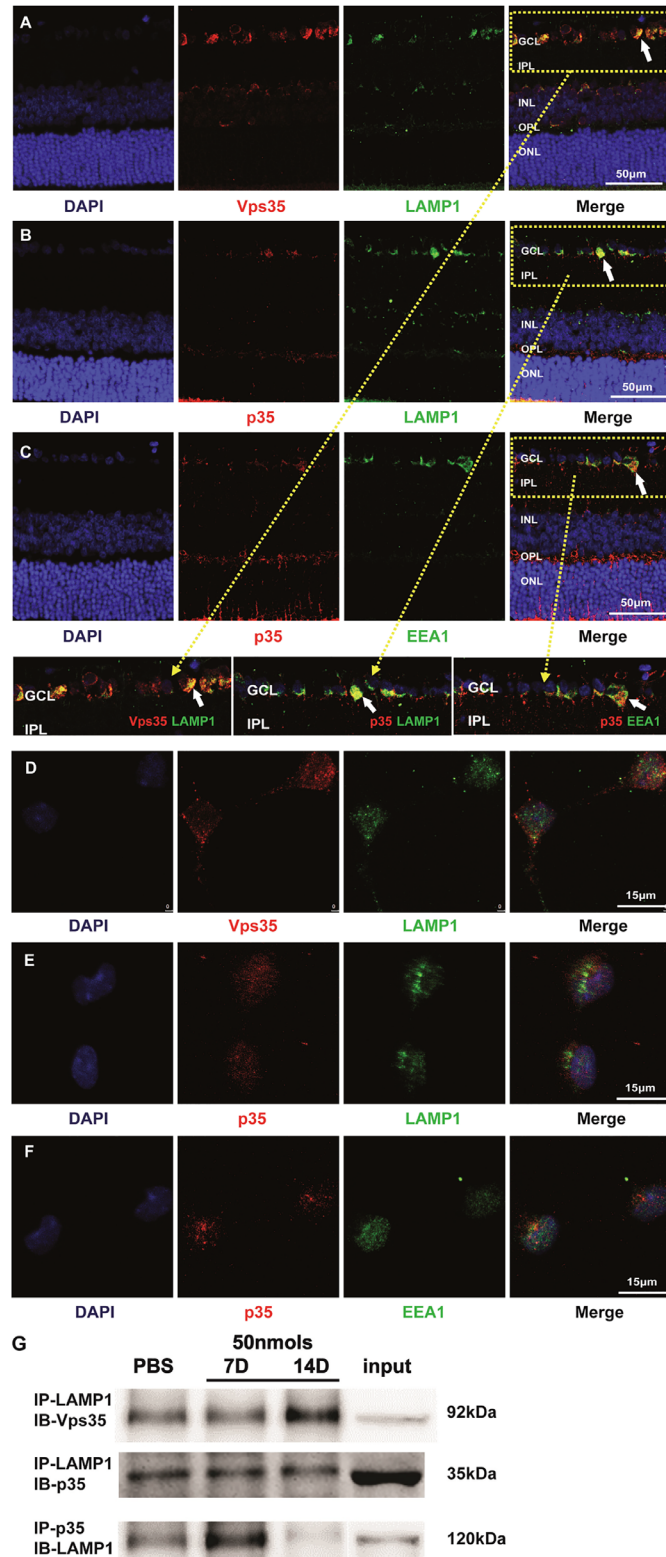 A
GCL
IPL
INL
OPL
ONL
50μm
DAPI Vps35 LAMP1 Merge
B
GCL
IPL
INL
OPL
ONL
50μm
DAPI p35 LAMP1 Merge
C
GCL
IPL
INL
OPL
ONL
50μm
DAPI p35 EEA1 Merge
GCL
Vps35 LAMP1
IPL
GCL
p35 LAMP1
IPL
GCL
p35 EEA1
IPL
D
0 0 0
15μm
DAPI Vps35 LAMP1 Merge
E
15μm
DAPI p35 LAMP1 Merge
F
15μm
DAPI p35 EEA1 Merge
G
50nmols
PBS 7D 14D input
IP-LAMP1
IB-Vps35
92kDa
IP-LAMP1
IB-p35
35kDa
IP-p35
IB-LAMP1
120kDa